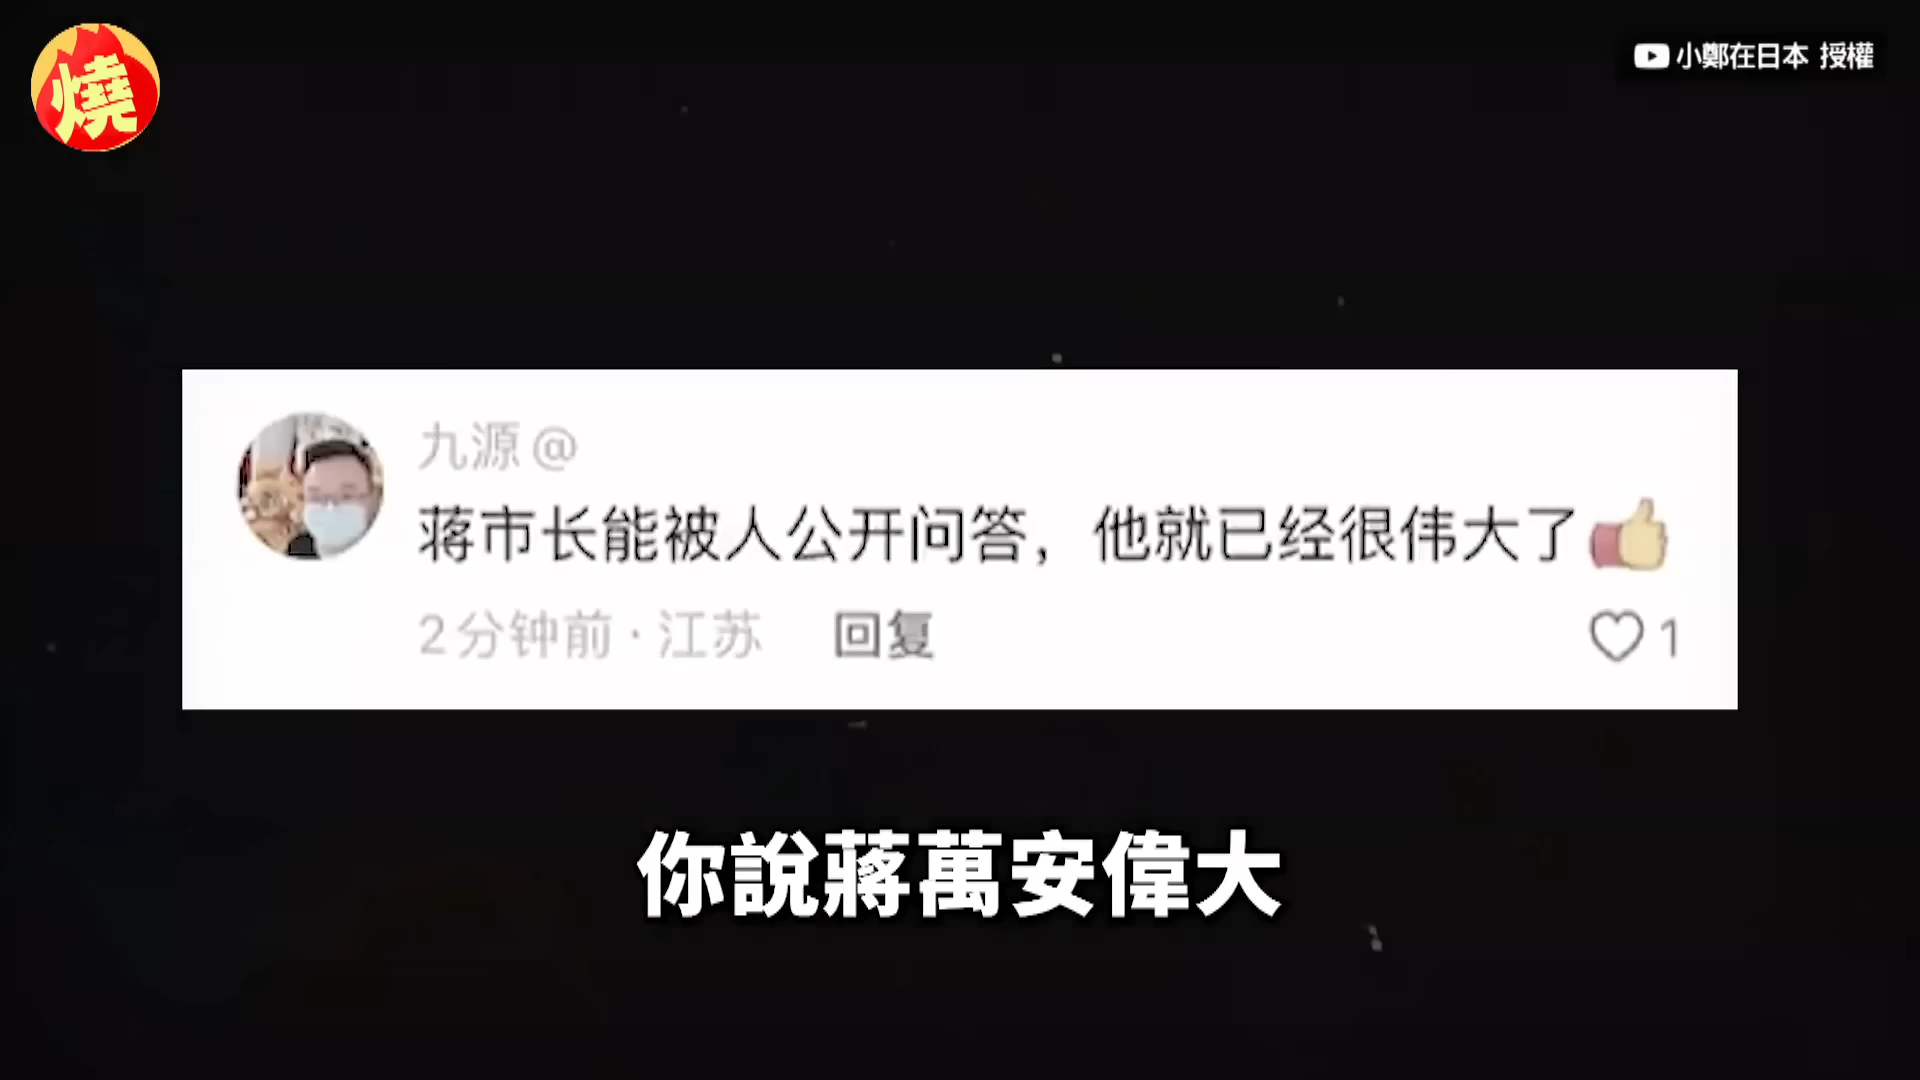 燒
小鄭在日本 授權
九源@
蒋市长能被人公开问答，他就已经很伟大了
2分钟前·江苏 回复 1
你說蔣萬安偉大